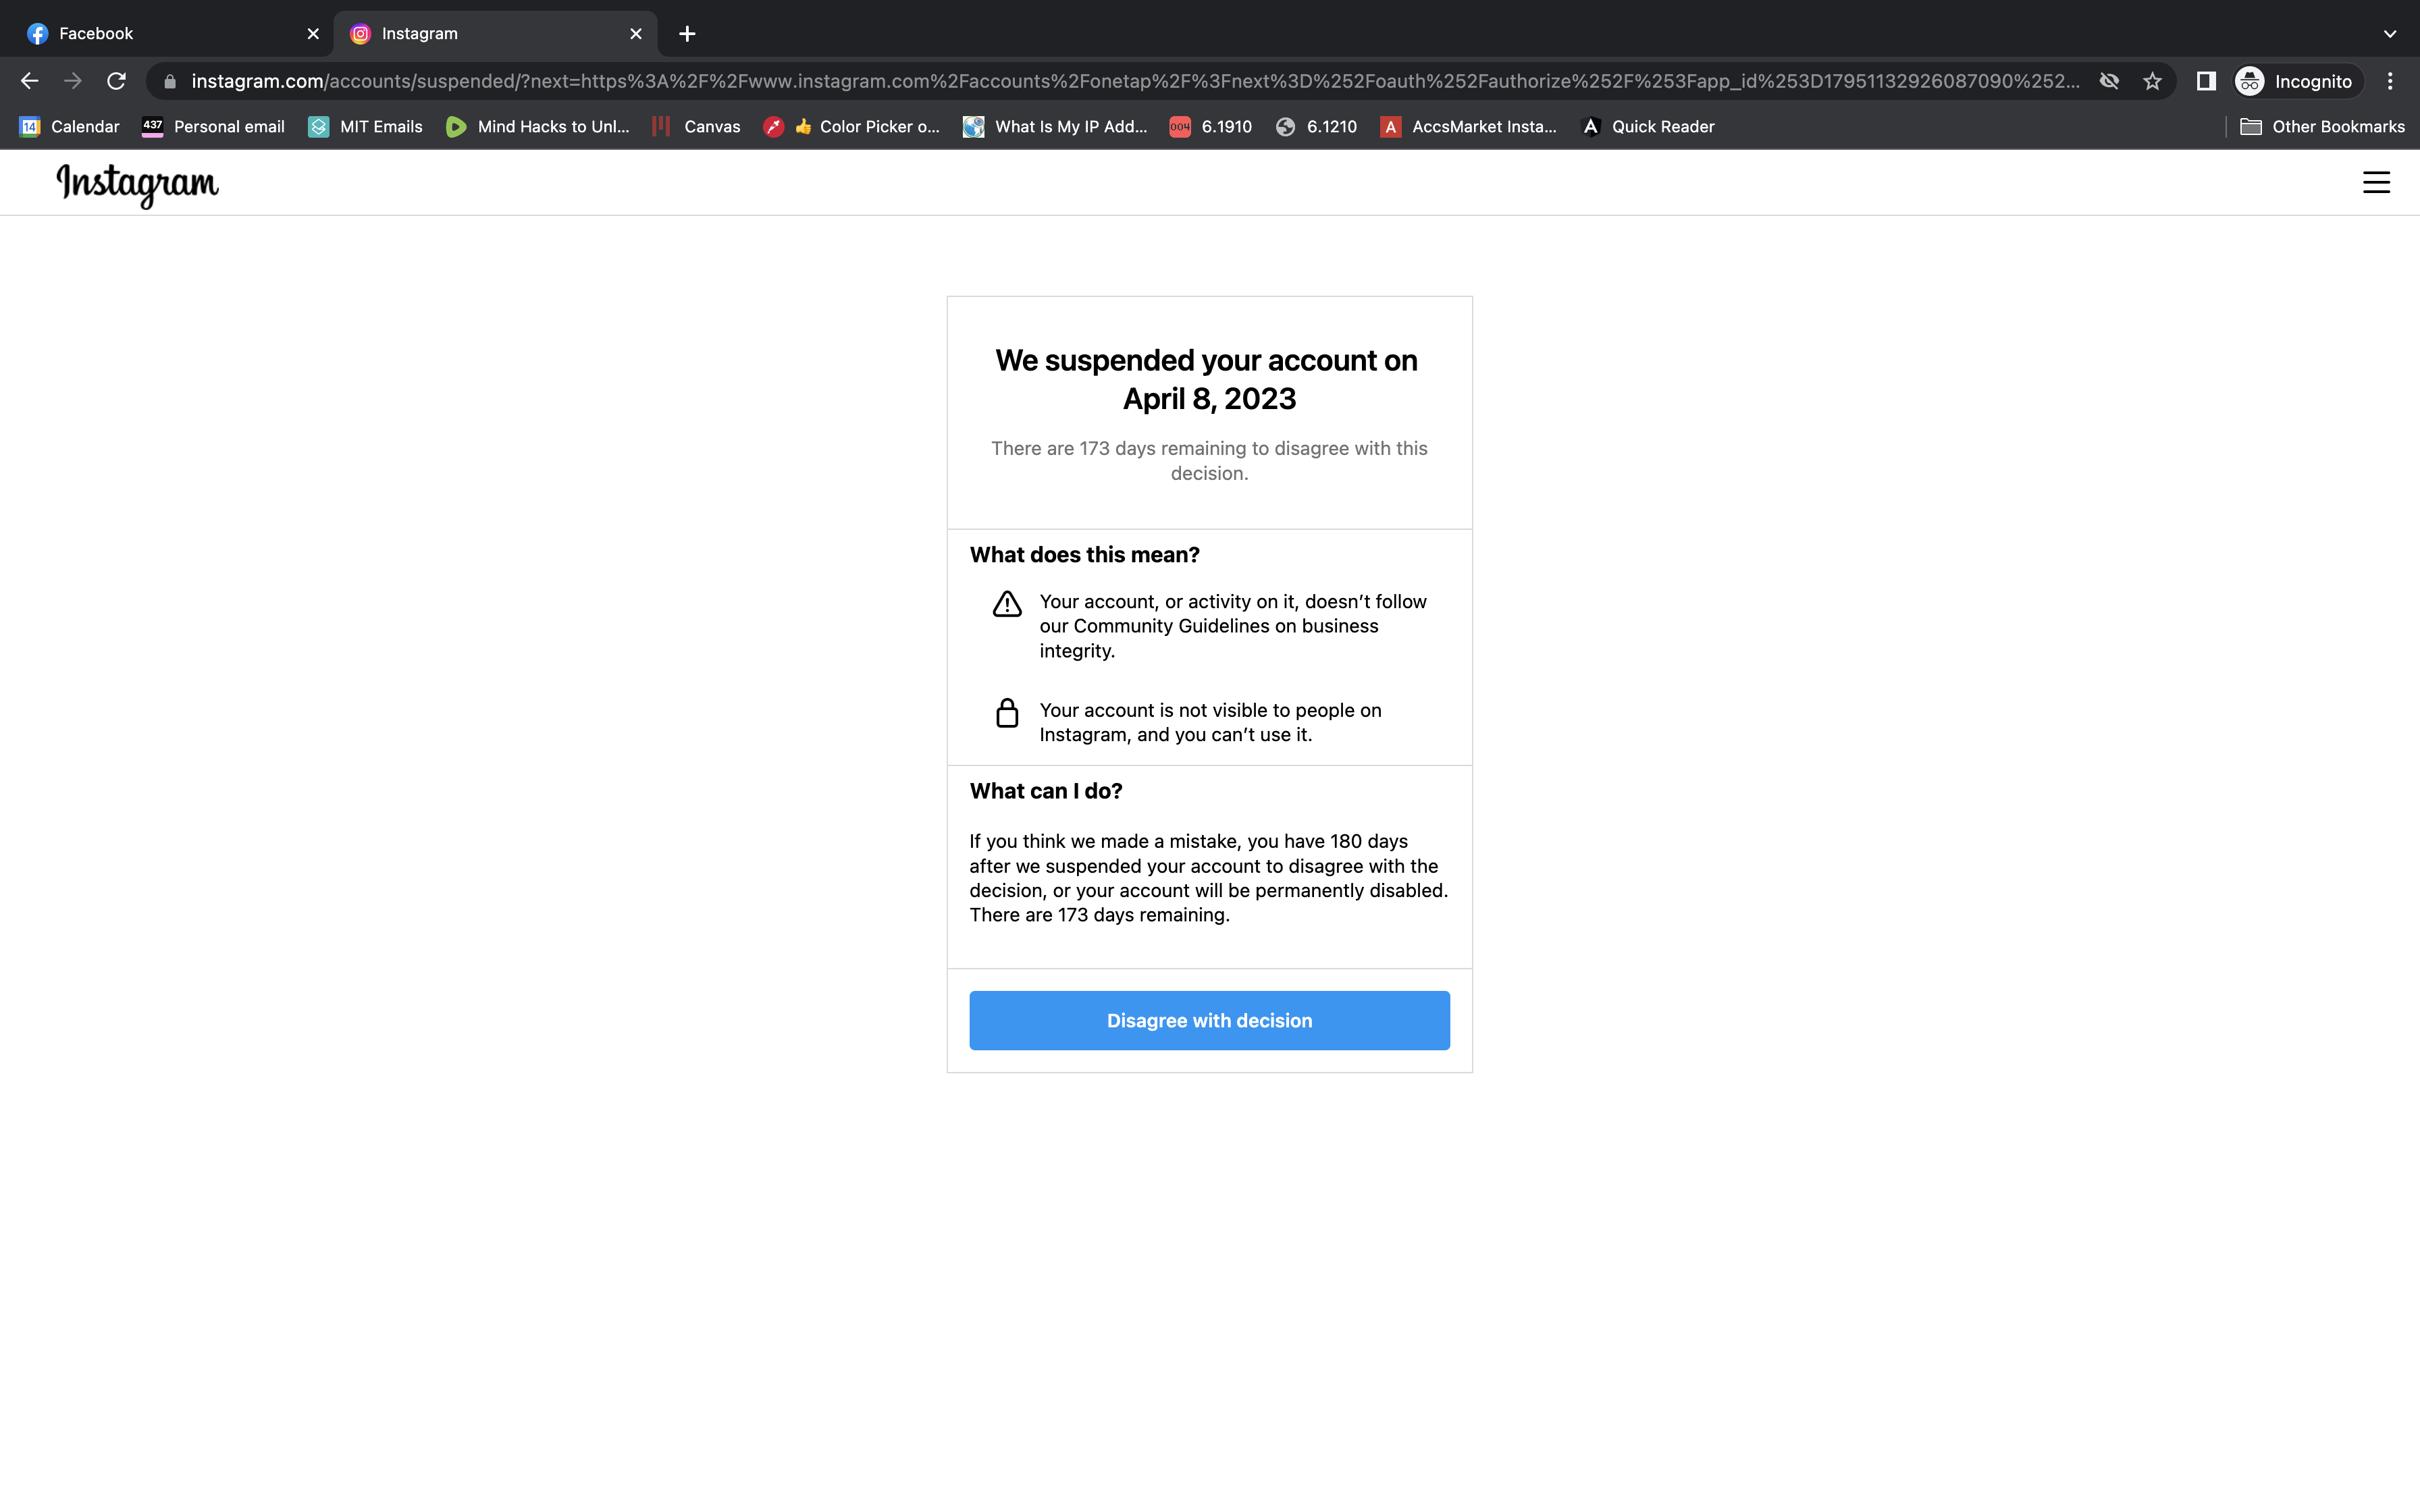 Facebook
Instagram
instagram.com/accounts/suspended/?next=https%3A%2F%2Fwww.instagram.com%2Faccounts%2Fonetap%2F%3Fnext%3D%252Foauth%252Fauthorize%252F%253Fapp_id%253D17951132926087090%252...
Incognito
14 Calendar
437 Personal email
MIT Emails
Mind Hacks to Unl...
Canvas
👍 Color Picker o...
What Is My IP Add...
004 6.1910
6.1210
A AccsMarket Insta...
A Quick Reader
Other Bookmarks
Instagram
We suspended your account on
April 8, 2023
There are 173 days remaining to disagree with this
decision.
What does this mean?
Your account, or activity on it, doesn’t follow
our Community Guidelines on business
integrity.
Your account is not visible to people on
Instagram, and you can’t use it.
What can I do?
If you think we made a mistake, you have 180 days
after we suspended your account to disagree with the
decision, or your account will be permanently disabled.
There are 173 days remaining.
Disagree with decision